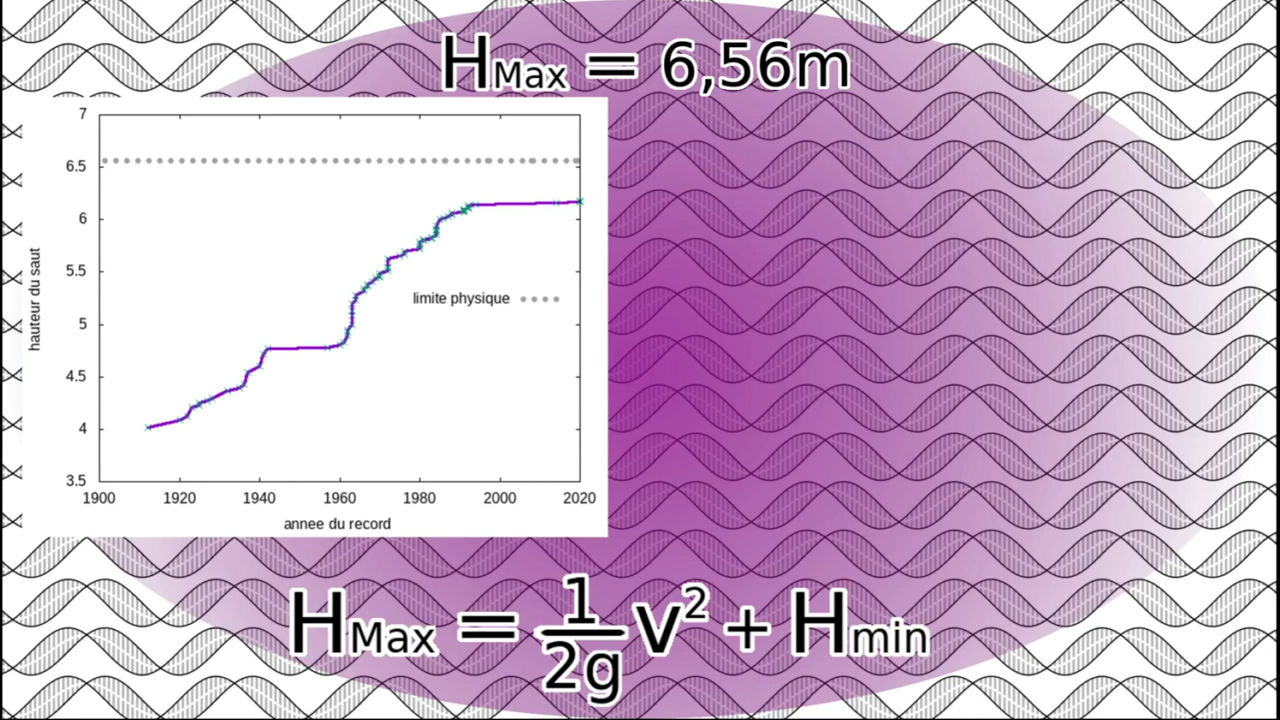 HMax = 6,56m
7
6.5
6
5.5
5
4.5
4
3.5
hauteur du saut
limite physique
1900 1920 1940 1960 1980 2000 2020
annee du record
HMax = 1/2g v² + Hmin